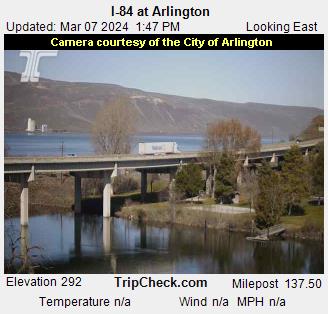 I-84 at Arlington
Updated: Mar 07 2024 1:47 PM Looking East
Camera courtesy of the City of Arlington
Elevation 292 TripCheck.com Milepost 137.50
Temperature n/a Wind n/a MPH n/a